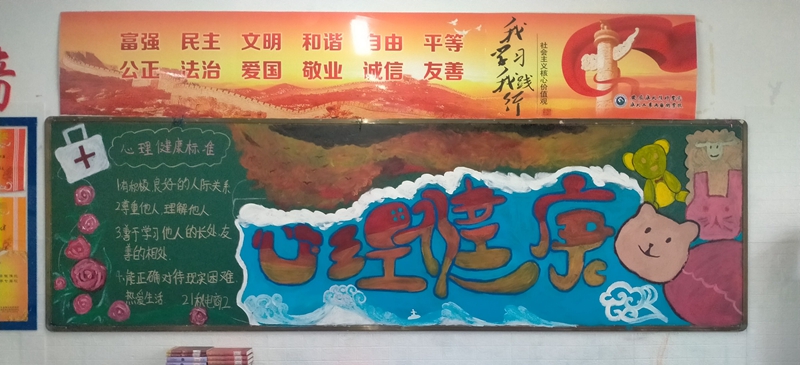 富强 民主 文明 和谐 自由 平等
公正 法治 爱国 敬业 诚信 友善
我学习 我践行
社会主义核心价值观
心理健康标准
1有积极良好的人际关系
2尊重他人,理解他人
3善于学习他人的长处,友
善的相处
4.能正确对待现实困难
热爱生活
心理健康